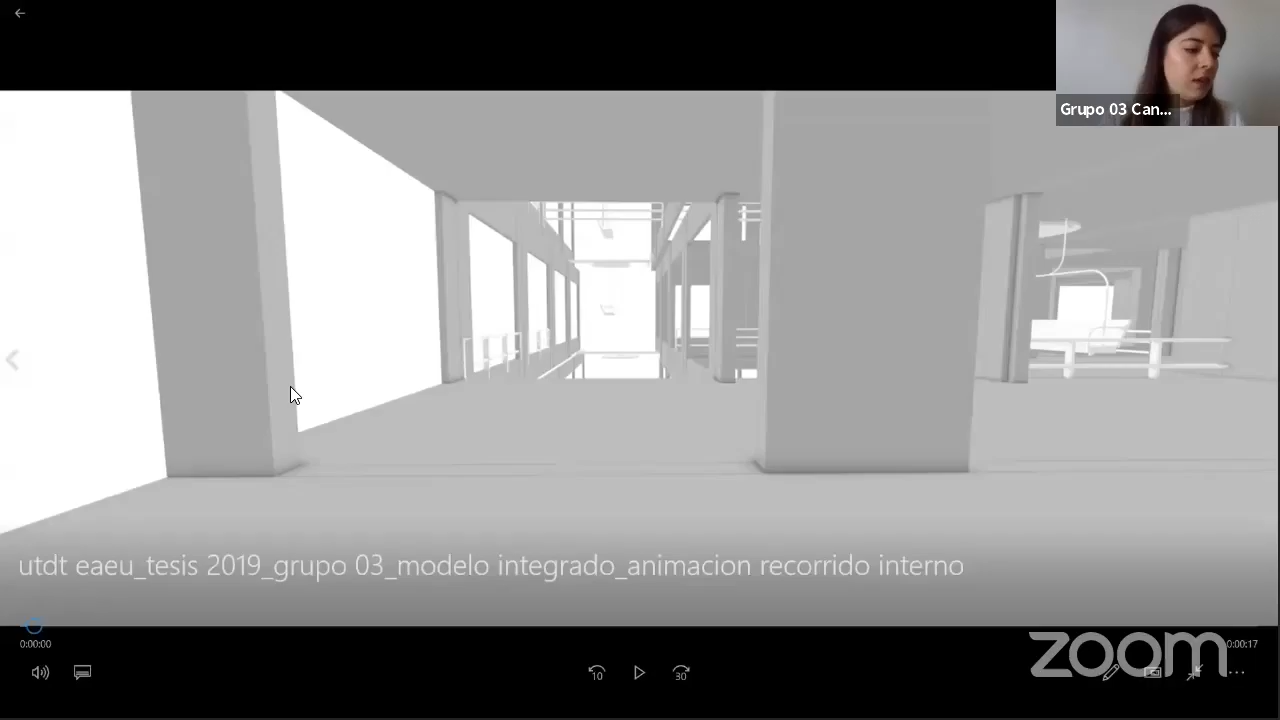 Grupo 03 Can...
utdt eaeu_tesis 2019_grupo 03_modelo integrado_animacion recorrido interno
0:00:00
0:00:17
10
30
zoom